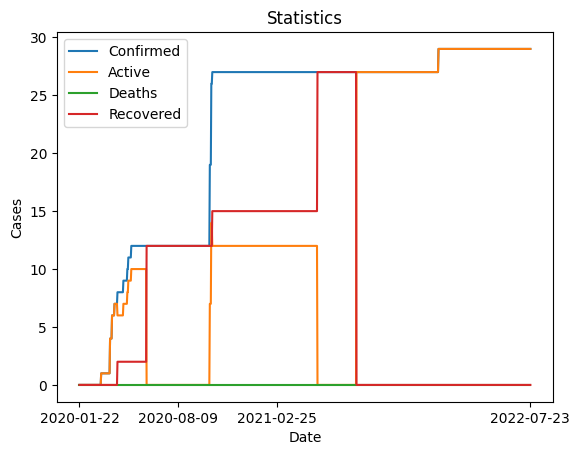 Statistics
Confirmed
Active
Deaths
Recovered
Cases
30
25
20
15
10
5
0
2020-01-22
2020-08-09
2021-02-25
2022-07-23
Date